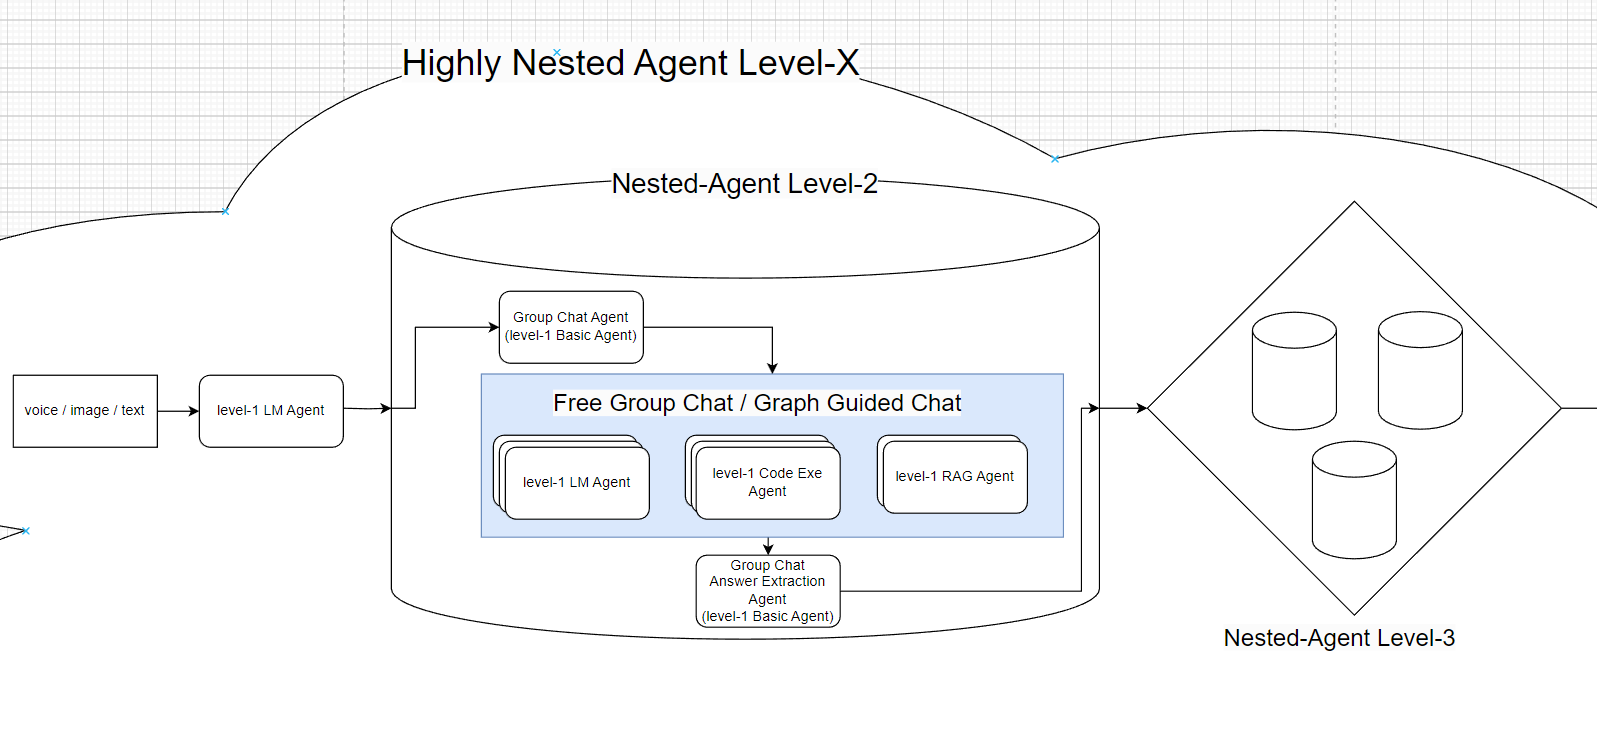 Highly Nested Agent Level-X
Nested-Agent Level-2
Group Chat Agent
(level-1 Basic Agent)
voice / image / text
level-1 LM Agent
Free Group Chat / Graph Guided Chat
level-1 LM Agent
level-1 Code Exe
Agent
level-1 RAG Agent
Group Chat
Answer Extraction
Agent
(level-1 Basic Agent)
Nested-Agent Level-3